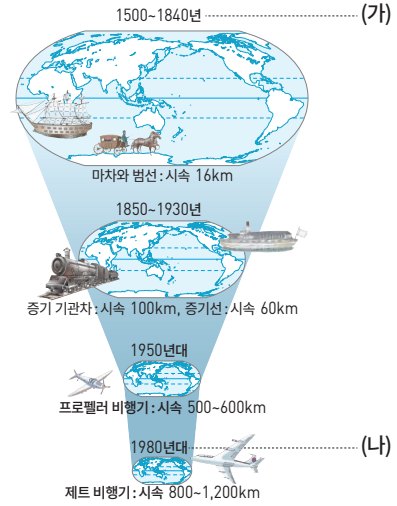 1500~1840년 (가)
마차와 범선: 시속 16km
1850~1930년
증기 기관차: 시속 100km, 증기선: 시속 60km
1950년대
프로펠러 비행기: 시속 500~600km
1980년대 (나)
제트 비행기: 시속 800~1,200km